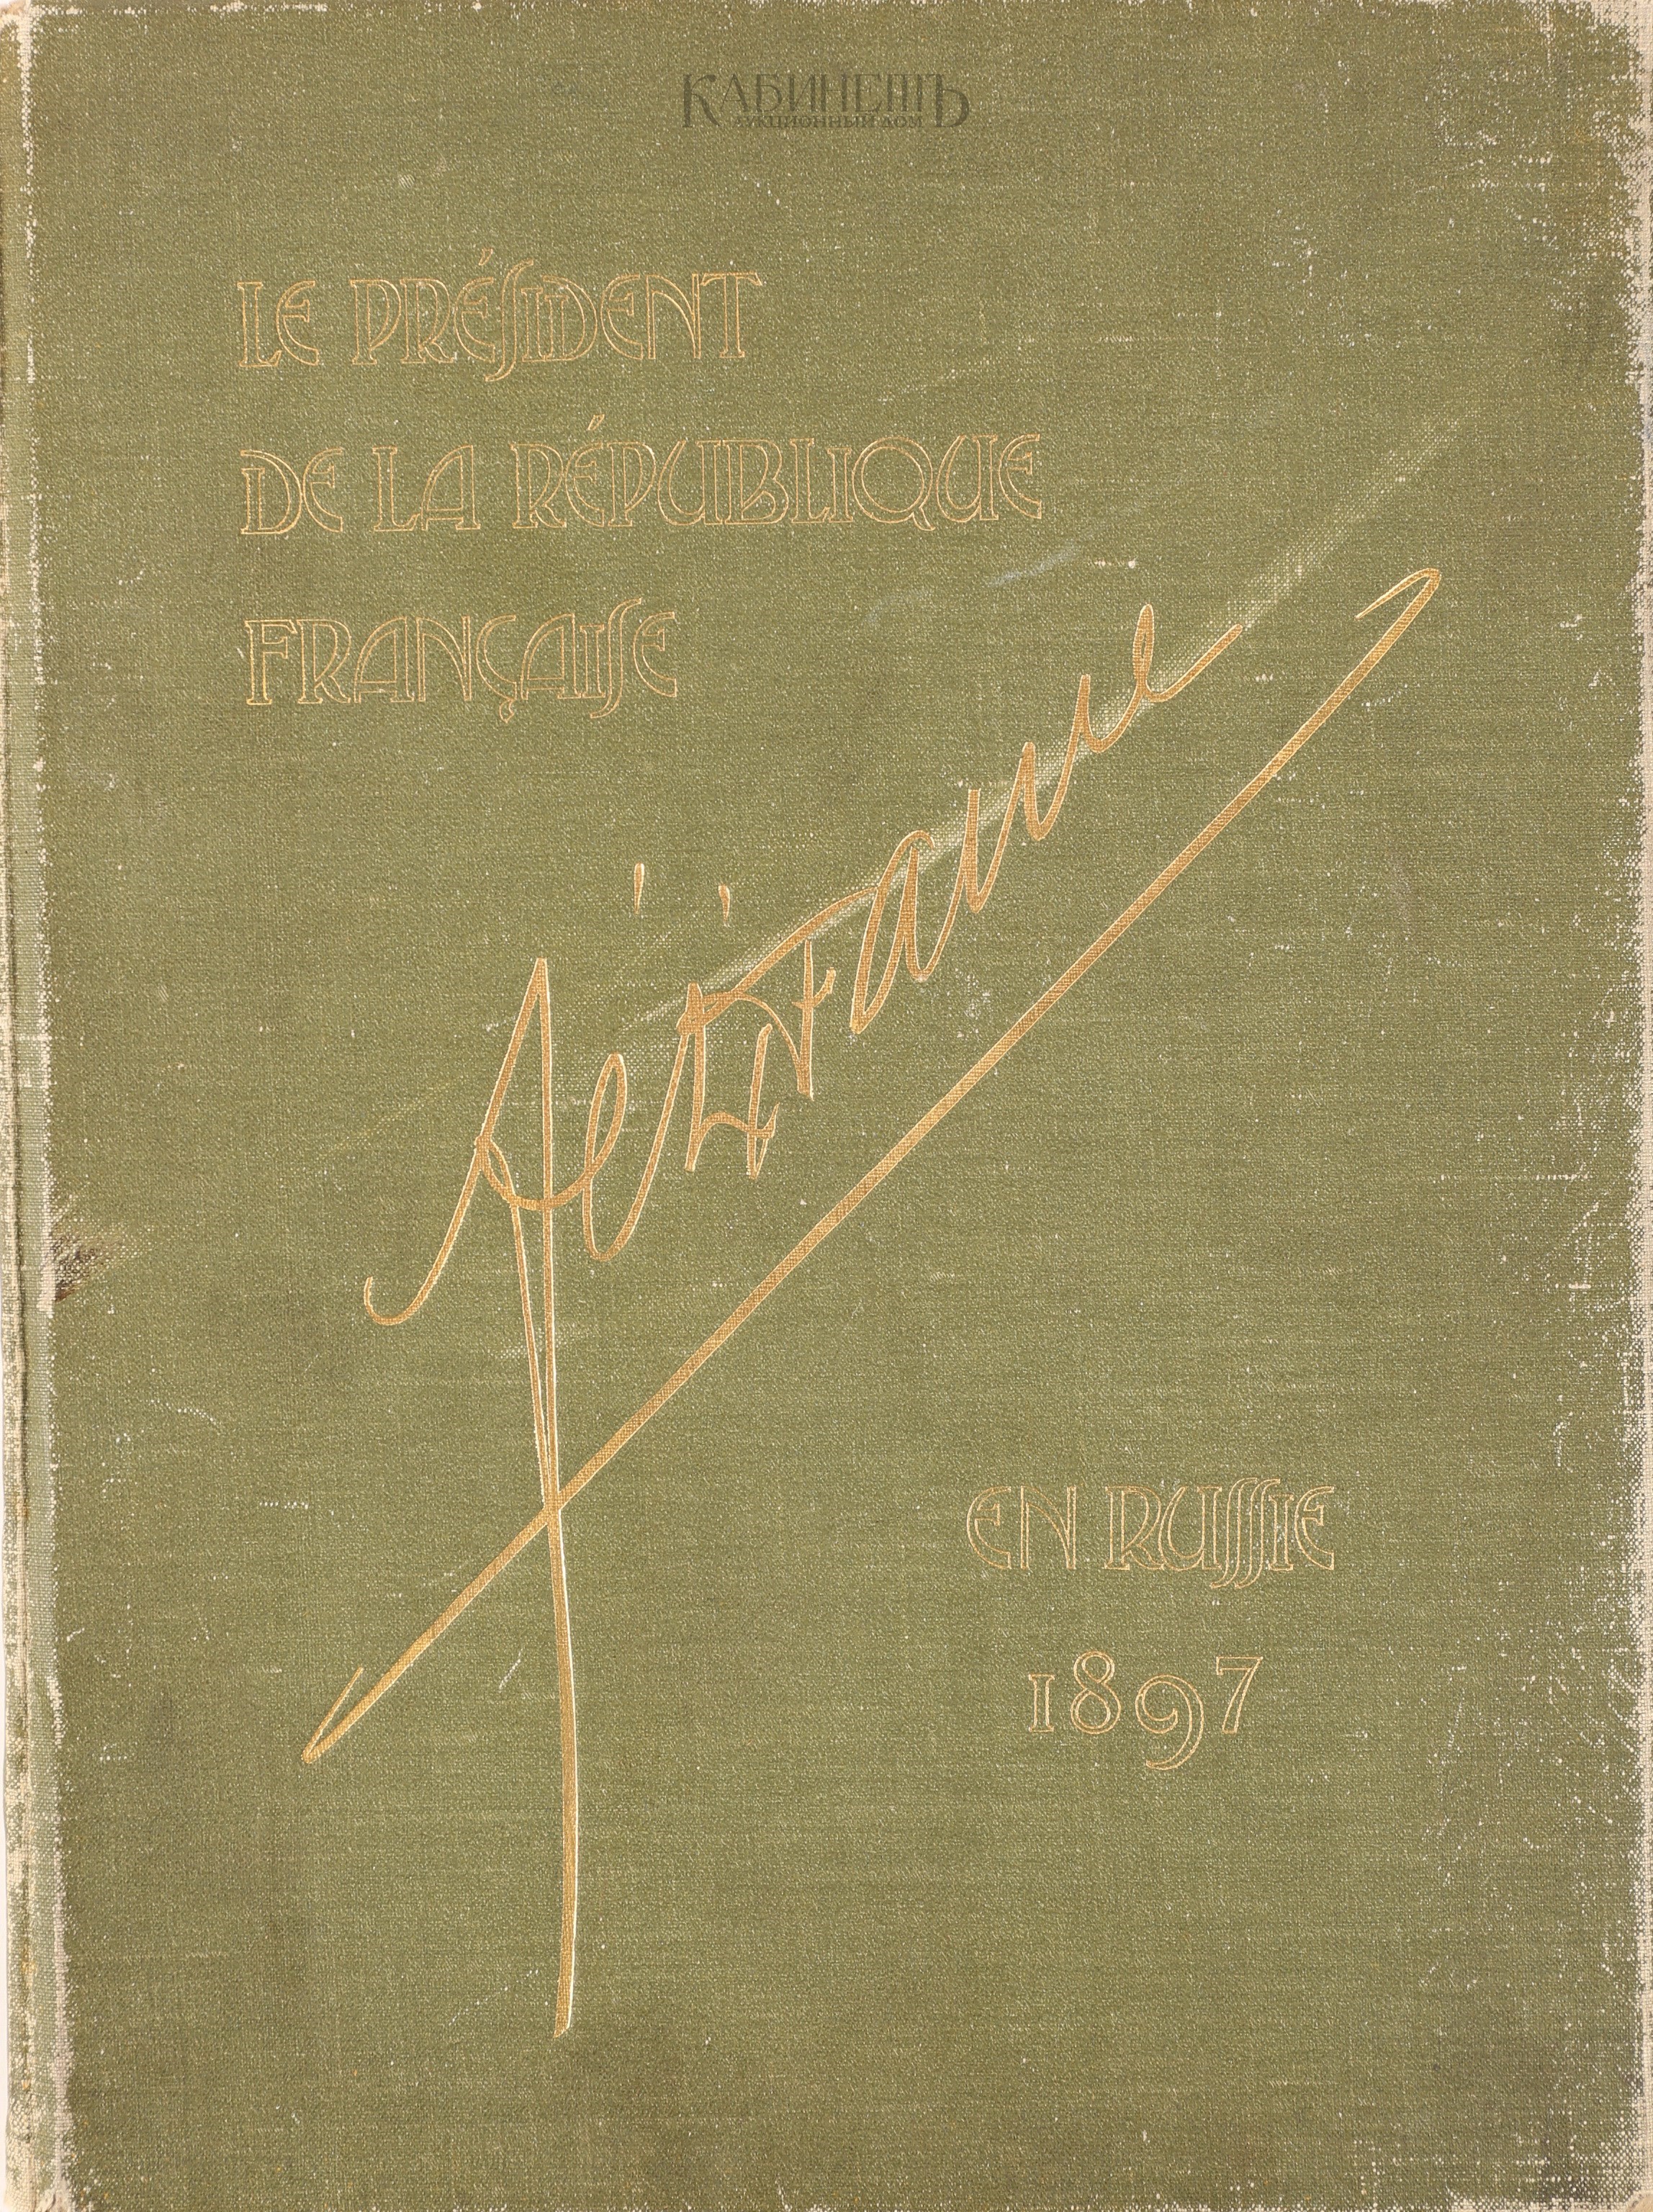 КАБИНЕТЪ
АУКЦИОННЫЙ ДОМ
LE PRÉSIDENT
DE LA RÉPUBLIQUE
FRANÇAISE
Félix Faure
EN RUSSIE
1897